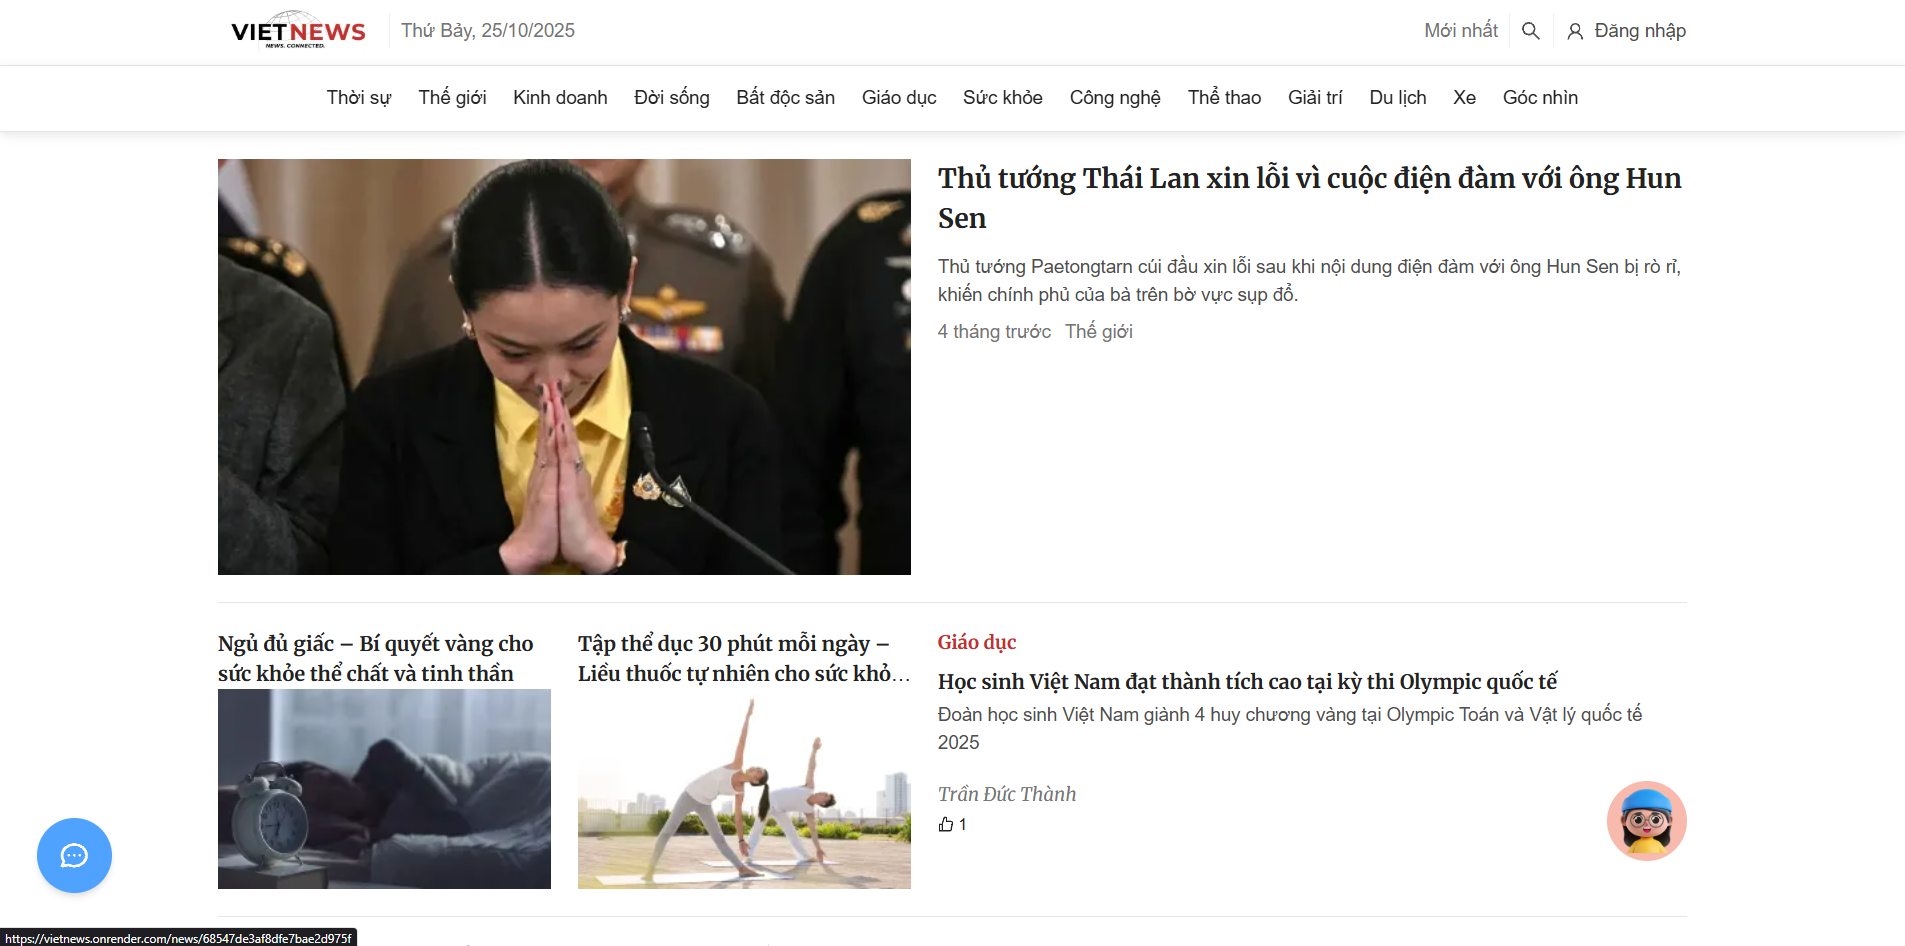 VIETNEWS
NEWS. CONNECTED.
Thứ Bảy, 25/10/2025
Mới nhất
Đăng nhập
Thời sự
Thế giới
Kinh doanh
Đời sống
Bất độc sản
Giáo dục
Sức khỏe
Công nghệ
Thể thao
Giải trí
Du lịch
Xe
Góc nhìn
Thủ tướng Thái Lan xin lỗi vì cuộc điện đàm với ông Hun
Sen
Thủ tướng Paetongtarn cúi đầu xin lỗi sau khi nội dung điện đàm với ông Hun Sen bị rò rỉ,
khiến chính phủ của bà trên bờ vực sụp đổ.
4 tháng trước Thế giới
Ngủ đủ giấc – Bí quyết vàng cho
sức khỏe thể chất và tinh thần
Tập thể dục 30 phút mỗi ngày –
Liều thuốc tự nhiên cho sức khỏ...
Giáo dục
Học sinh Việt Nam đạt thành tích cao tại kỳ thi Olympic quốc tế
Đoàn học sinh Việt Nam giành 4 huy chương vàng tại Olympic Toán và Vật lý quốc tế
2025
Trần Đức Thành
1
https://vietnews.onrender.com/news/68547de3af8dfe7bae2d975f